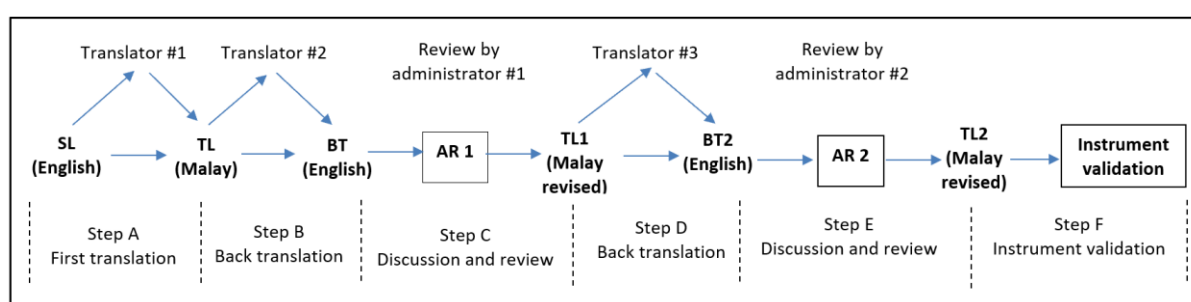 Translator #1
Translator #2
Review by
administrator #1
Translator #3
Review by
administrator #2
SL
(English)
TL
(Malay)
BT
(English)
AR 1
TL1
(Malay
revised)
BT2
(English)
AR 2
TL2
(Malay
revised)
Instrument
validation
Step A
First translation
Step B
Back translation
Step C
Discussion and review
Step D
Back translation
Step E
Discussion and review
Step F
Instrument validation